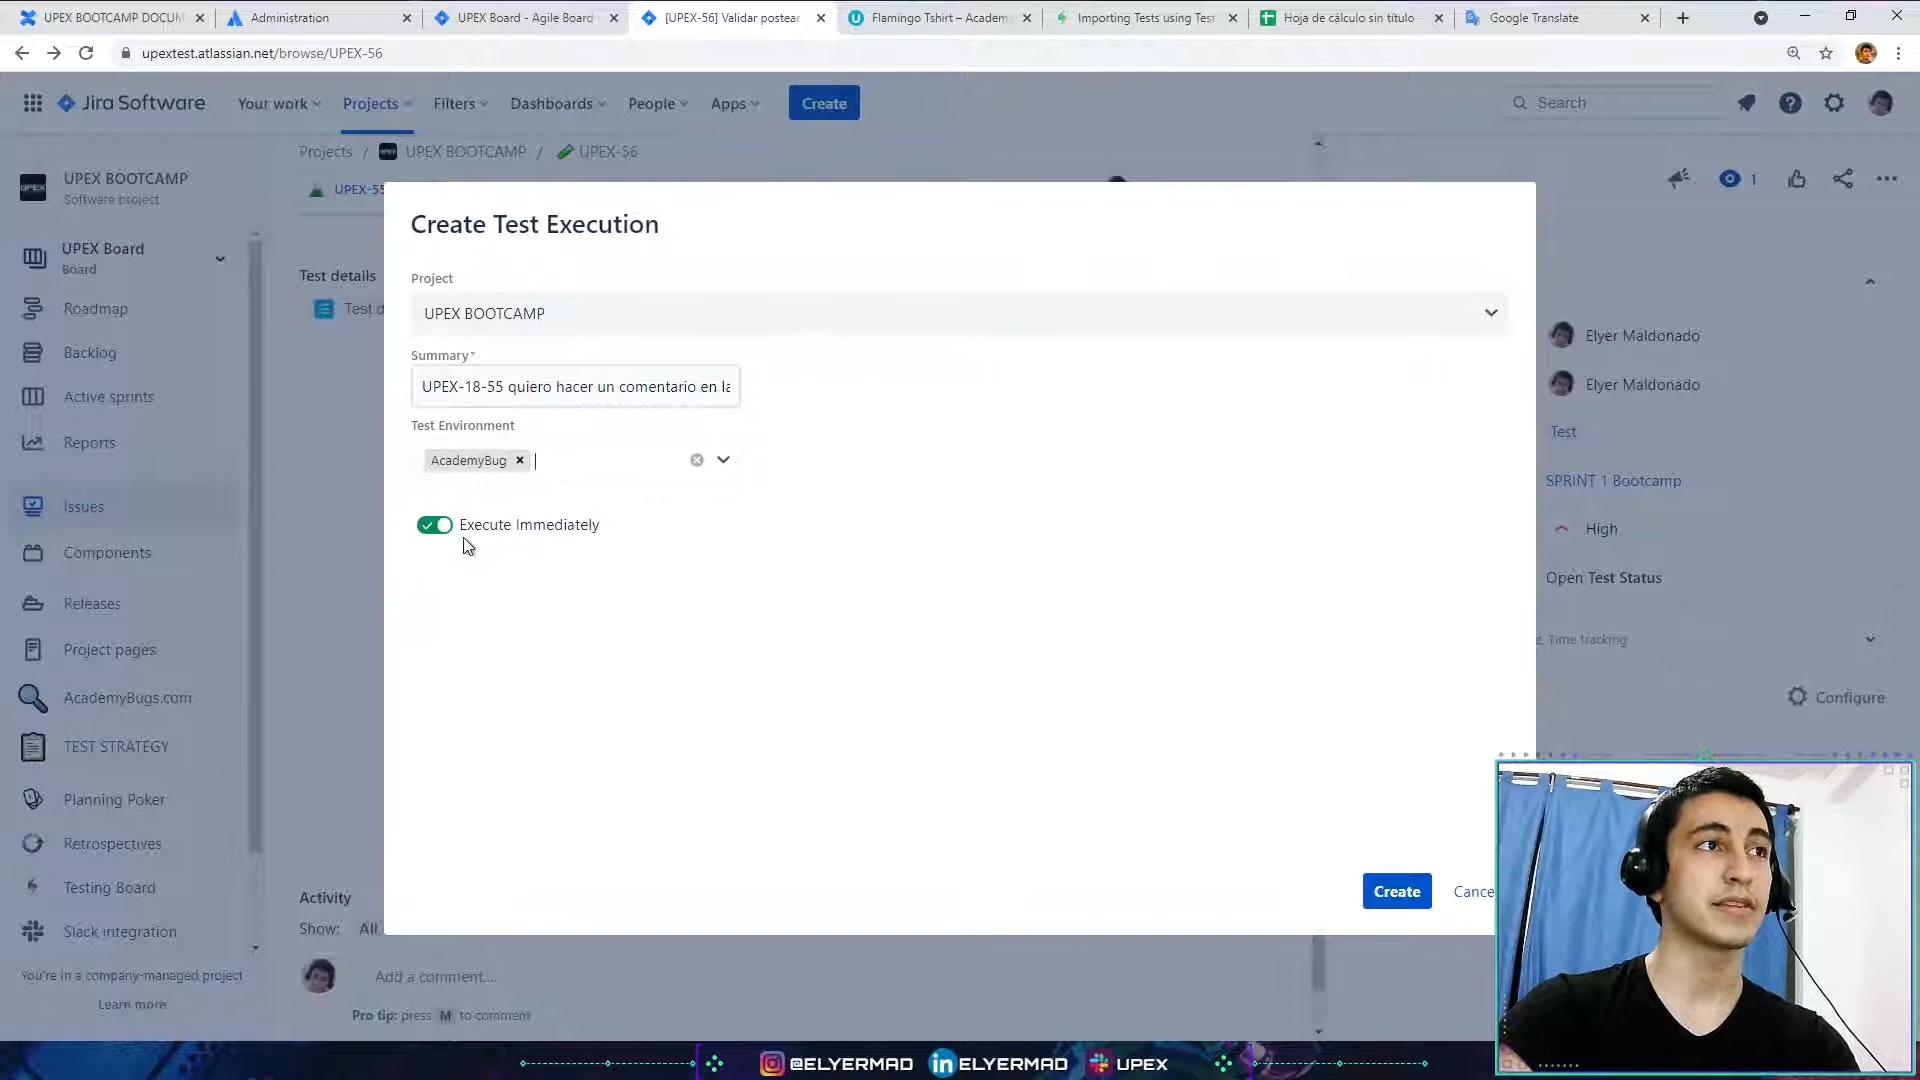 UPEX BOOTCAMP DOCUM
Administration
UPEX Board - Agile Board
[UPEX-56] Validar postear
Flamingo Tshirt – Academ
Importing Tests using Test
Hoja de cálculo sin título
Google Translate
upextest.atlassian.net/browse/UPEX-56
Jira Software
Your work
Projects
Filters
Dashboards
People
Apps
Create
Search
UPEX BOOTCAMP
Software project
UPEX Board
Board
Roadmap
Backlog
Active sprints
Reports
Issues
Components
Releases
Project pages
AcademyBugs.com
TEST STRATEGY
Planning Poker
Retrospectives
Testing Board
Slack integration
You're in a company-managed project
Learn more
Projects / UPEX BOOTCAMP / UPEX-56
UPEX-55
1
Test details
Test d
Create Test Execution
Project
UPEX BOOTCAMP
Summary*
UPEX-18-55 quiero hacer un comentario en la
Test Environment
AcademyBug
Execute Immediately
Create
Cance
Elyer Maldonado
Elyer Maldonado
Test
SPRINT 1 Bootcamp
High
Open Test Status
Time tracking
Configure
Activity
Show: All
Add a comment....
Pro tip: press M to comment
@ELYERMAD
ELYERMAD
UPEX